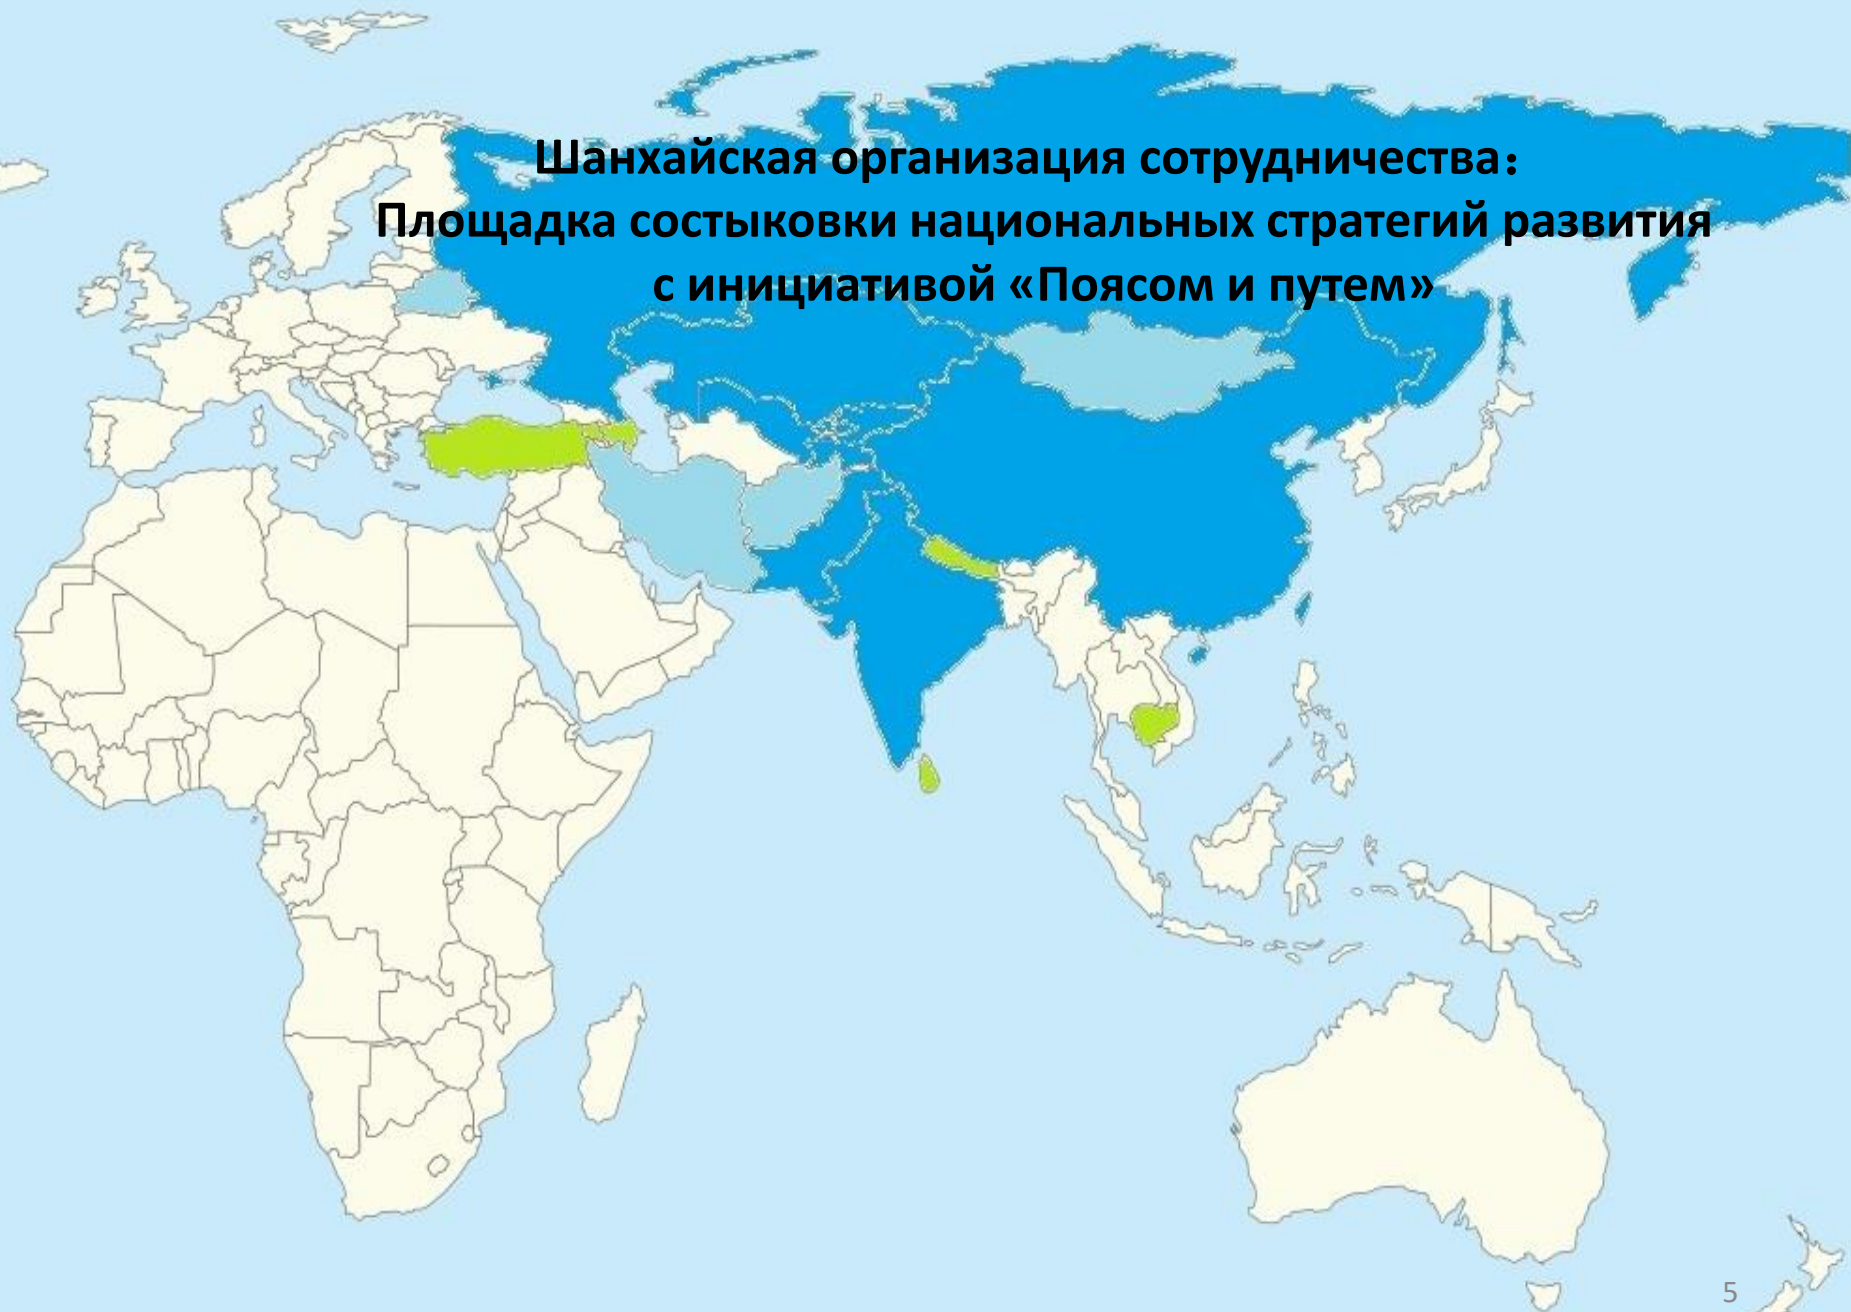 Шанхайская организация сотрудничества：
Площадка состыковки национальных стратегий развития
с инициативой «Поясом и путем»
5